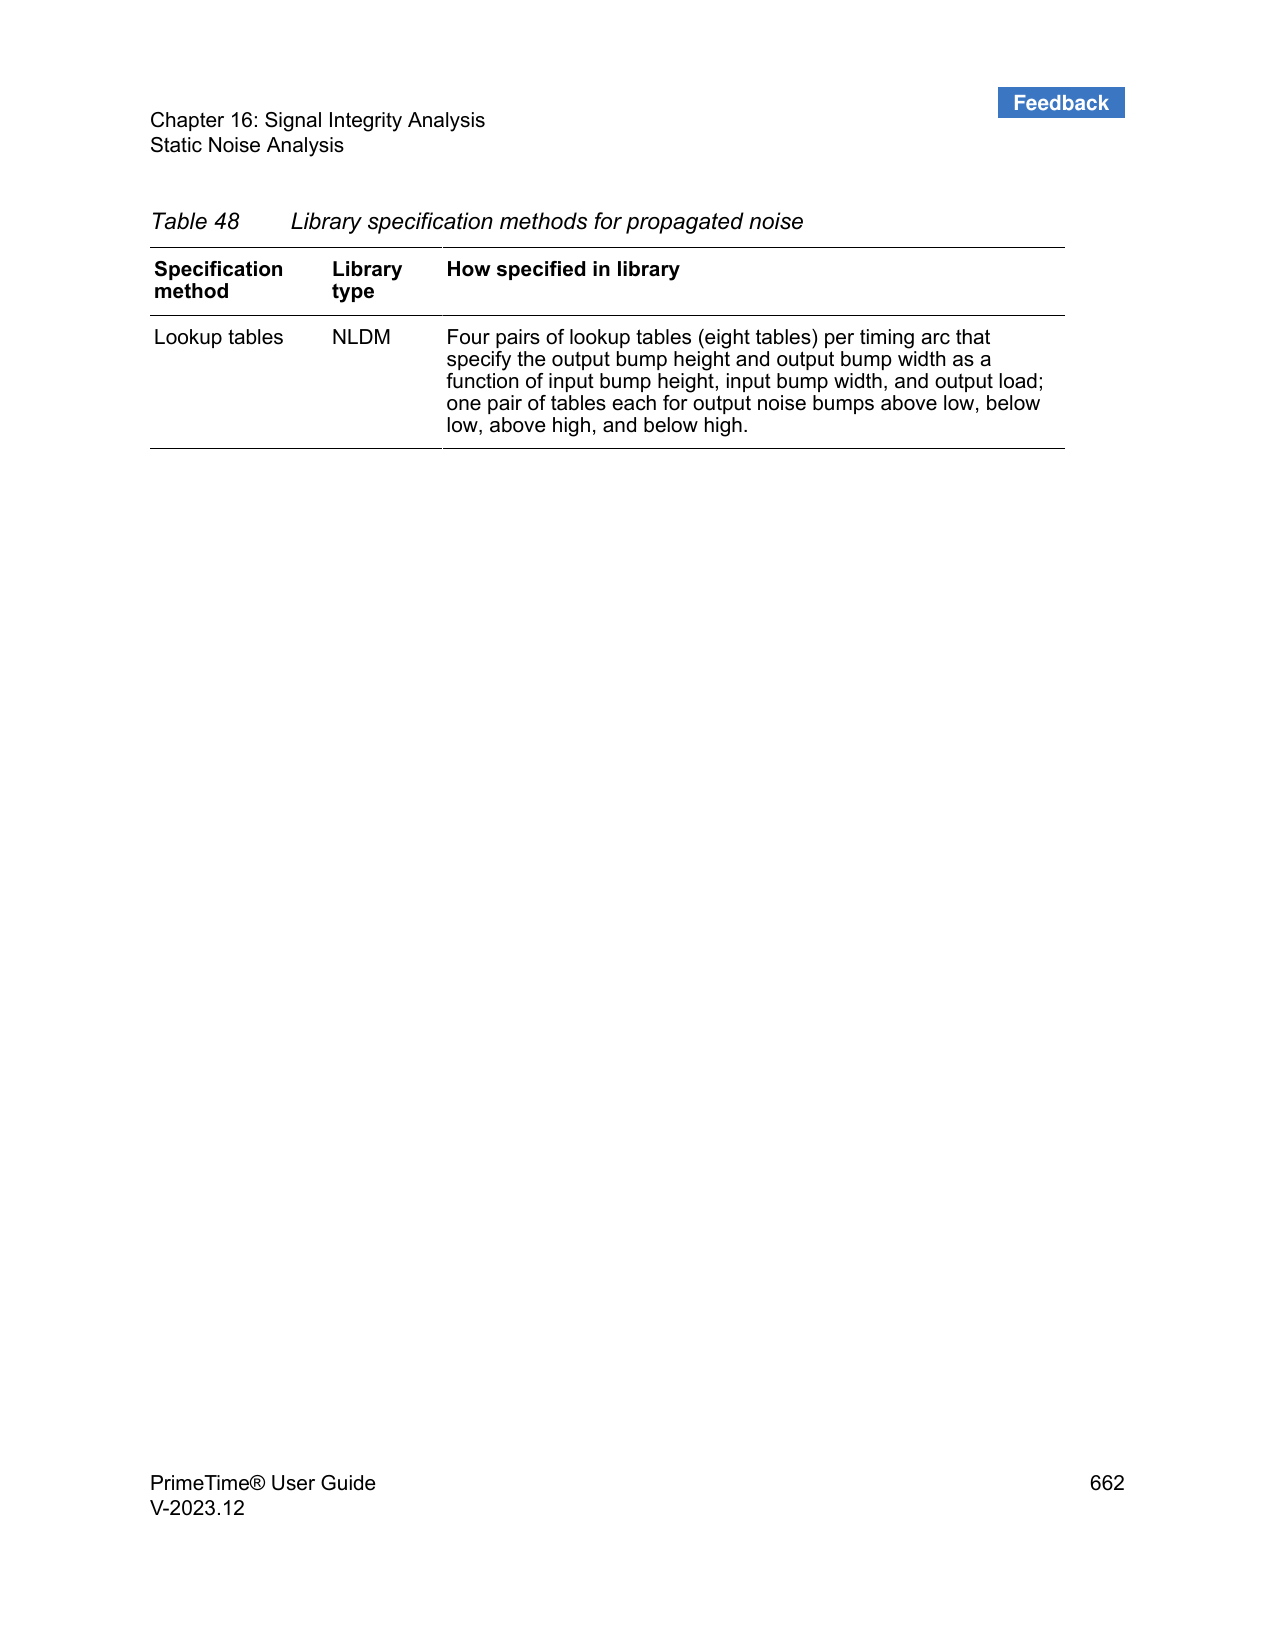 Feedback
Chapter 16: Signal Integrity Analysis
Static Noise Analysis
Table 48 Library specification methods for propagated noise
Specification method Library type How specified in library
Lookup tables NLDM Four pairs of lookup tables (eight tables) per timing arc that
specify the output bump height and output bump width as a
function of input bump height, input bump width, and output load;
one pair of tables each for output noise bumps above low, below
low, above high, and below high.
PrimeTime® User Guide 662
V-2023.12